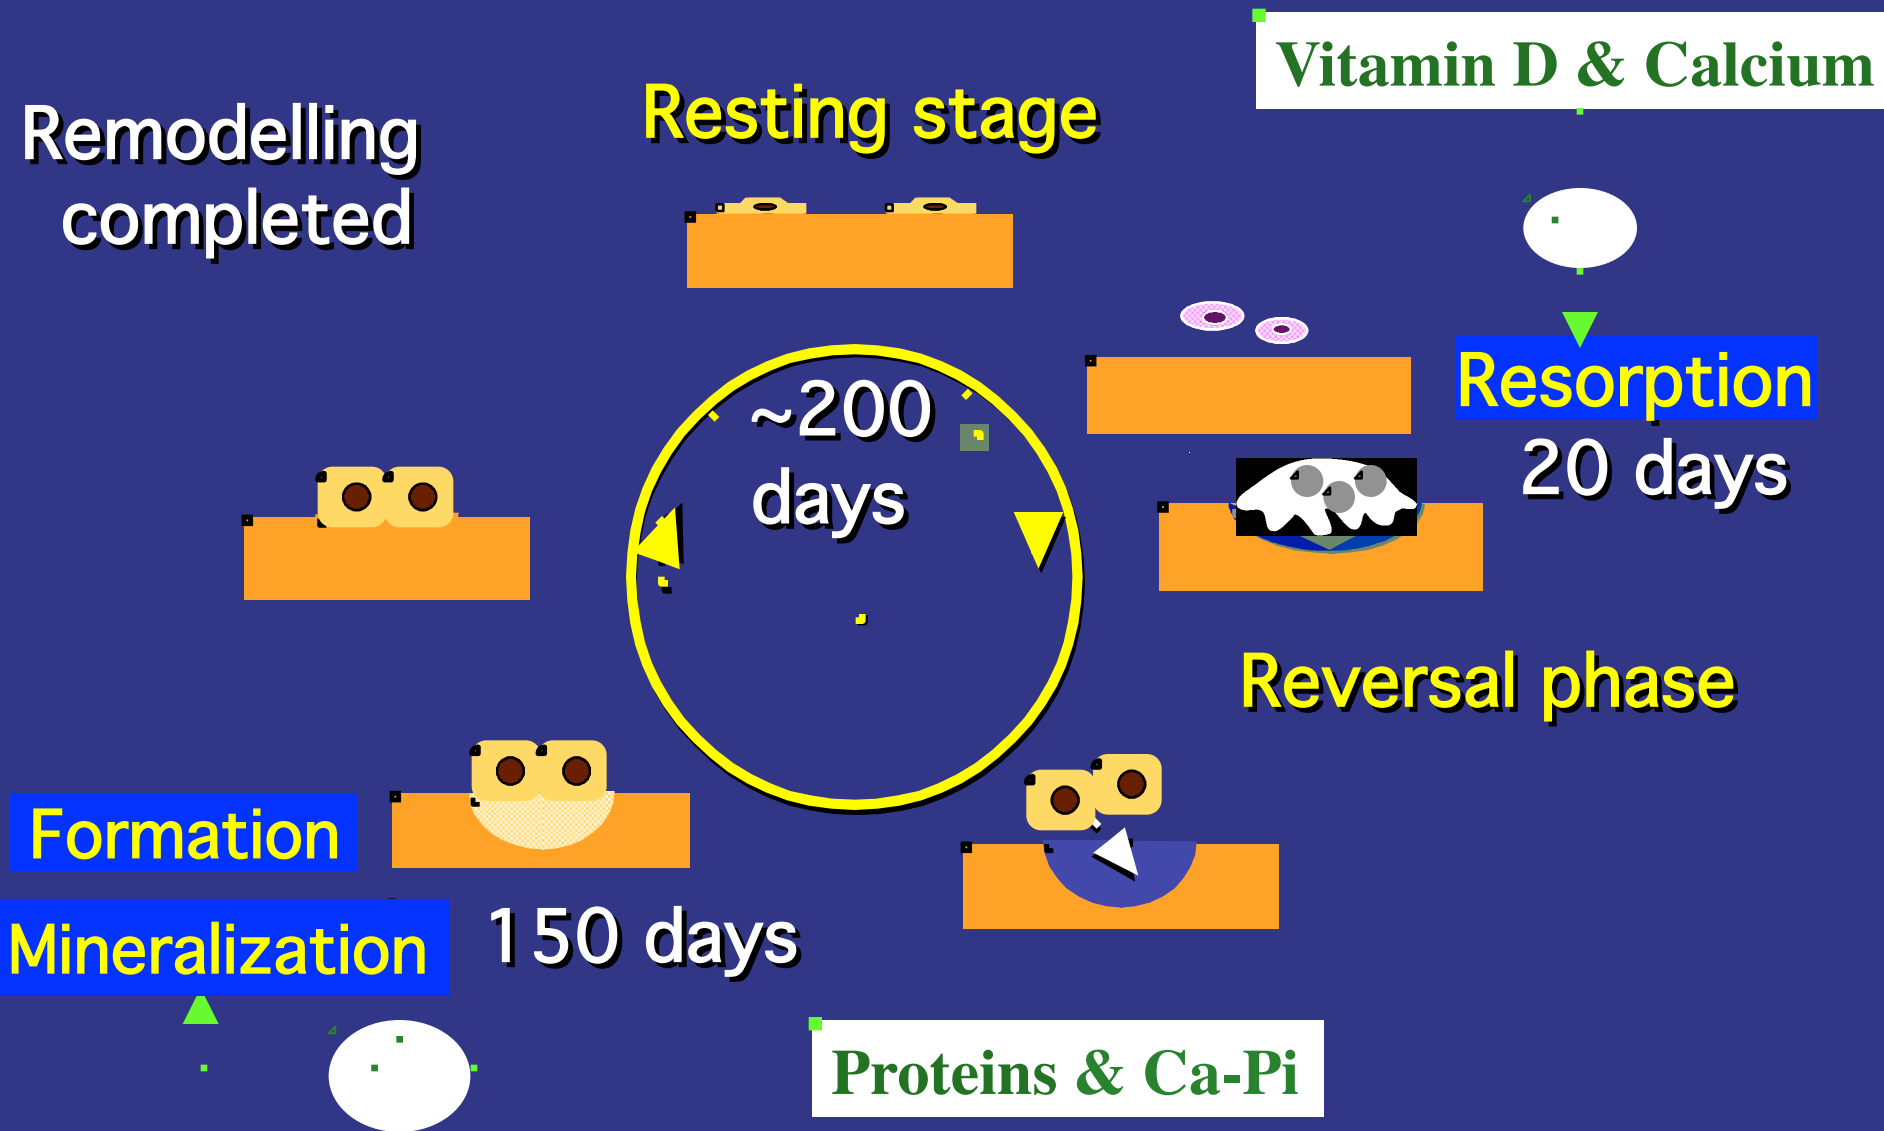 Vitamin D & Calcium
Resting stage
Remodelling
completed
~200
days
Resorption
20 days
Reversal phase
Formation
Mineralization
150 days
Proteins & Ca-Pi